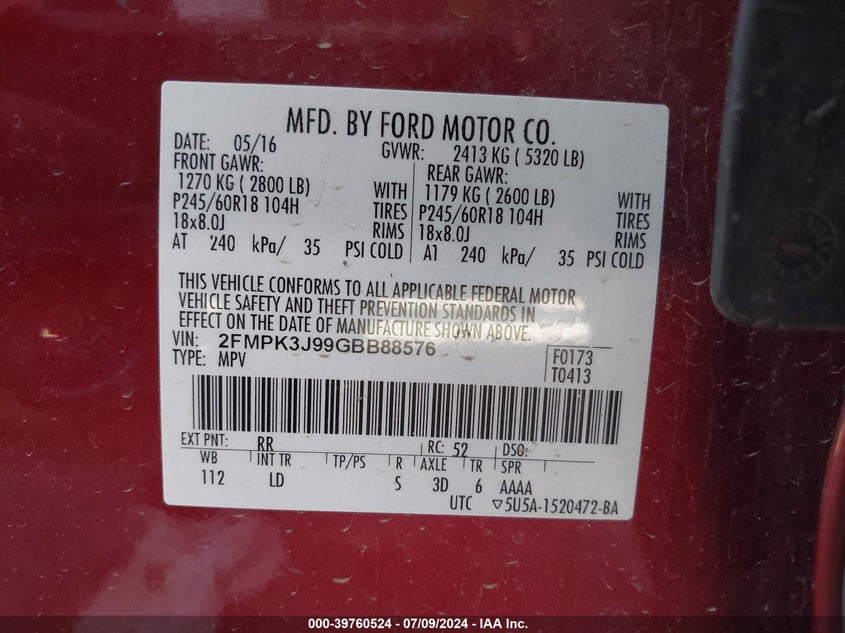 MFD. BY FORD MOTOR CO.
DATE: 05/16 GVWR: 2413 KG ( 5320 LB)
FRONT GAWR: REAR GAWR:
1270 KG ( 2800 LB) WITH 1179 KG ( 2600 LB) WITH
P245/60R18 104H TIRES P245/60R18 104H TIRES
18x8.0J RIMS 18x8.0J RIMS
AT 240 kPa/ 35 PSI COLD AT 240 kPa/ 35 PSI COLD
THIS VEHICLE CONFORMS TO ALL APPLICABLE FEDERAL MOTOR
VEHICLE SAFETY AND THEFT PREVENTION STANDARDS IN
EFFECT ON THE DATE OF MANUFACTURE SHOWN ABOVE.
VIN: 2FMPK3J99GBB88576 F0173
TYPE: MPV T0413
EXT PNT: RR RC: 52 DSO:
WB INT TR TP/PS R AXLE TR SPR
112 LD S 3D 6 AAAA
UTC ▽5U5A-1520472-BA
000-39760524 / 07/09/2024 - IAA Inc.